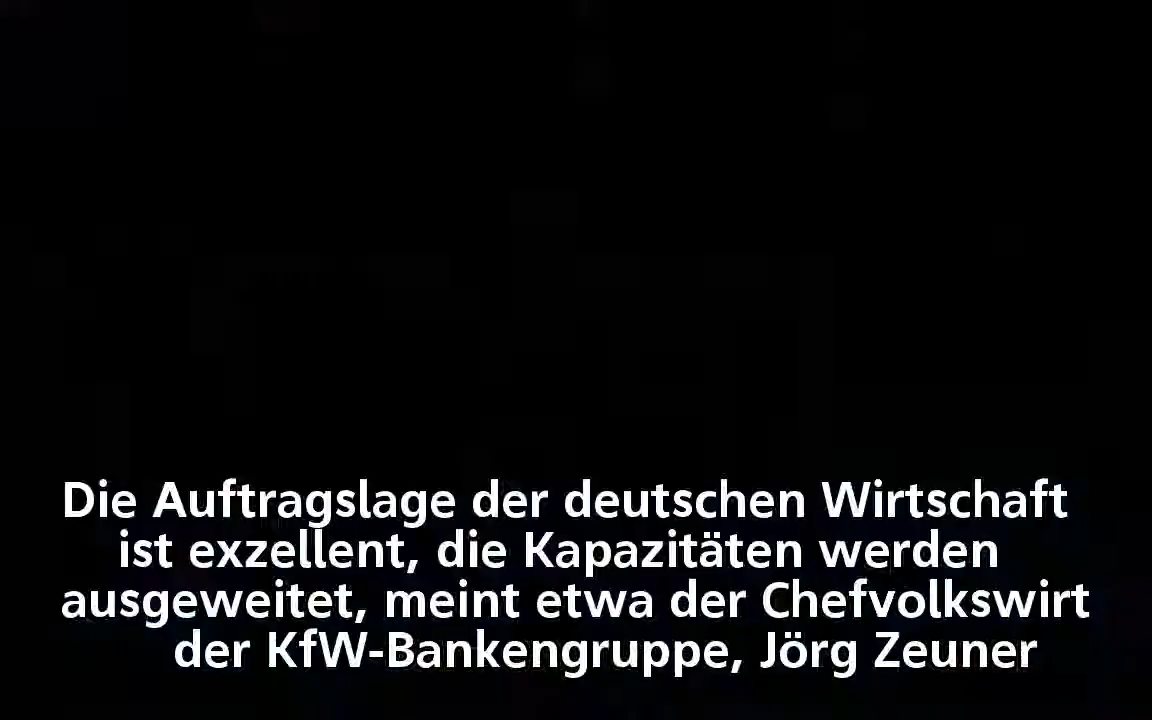 Die Auftragslage der deutschen Wirtschaft
ist exzellent, die Kapazitäten werden
ausgeweitet, meint etwa der Chefvolkswirt
der KfW-Bankengruppe, Jörg Zeuner